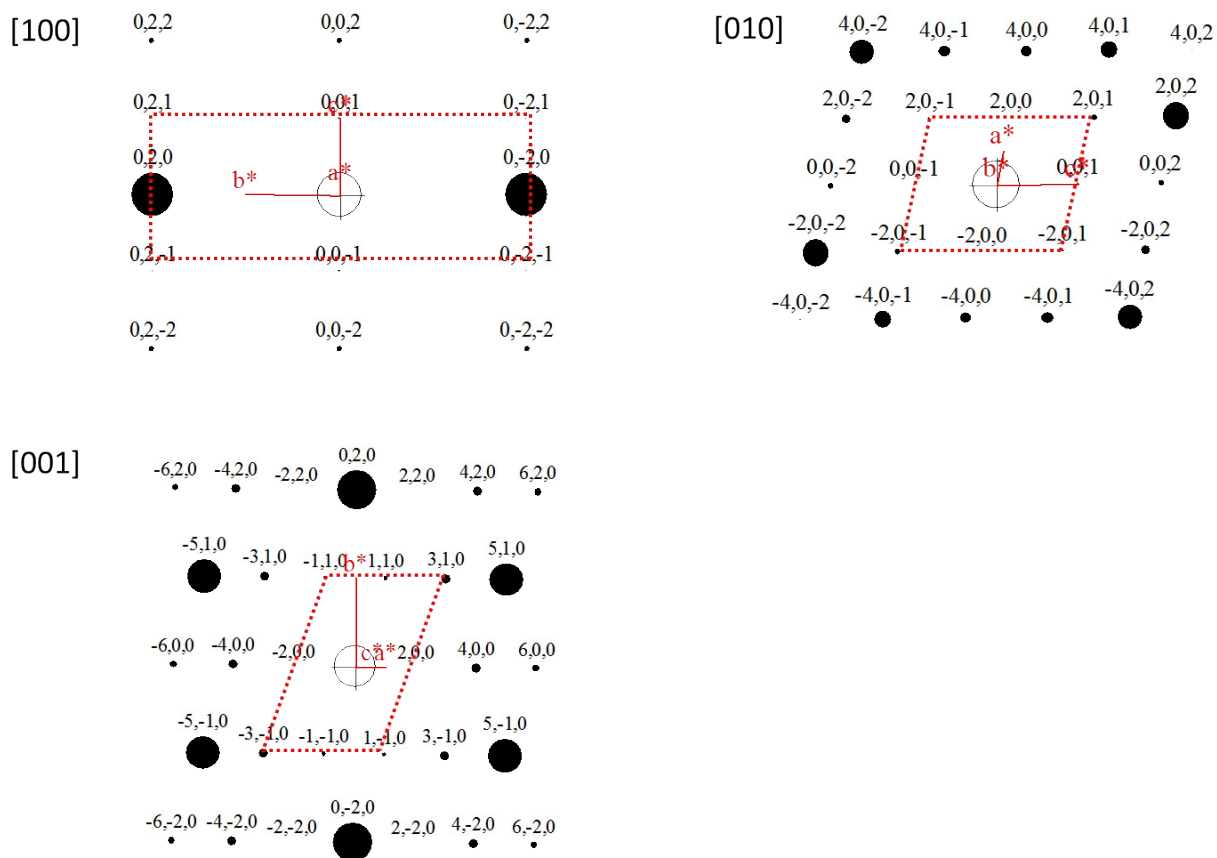 [100]
0,2,2 0,0,2 0,-2,2
0,2,1 0,0,1 0,-2,1
c*
0,2,0 a* 0,-2,0
b*
0,2,-1 0,0,-1 0,-2,-1
0,2,-2 0,0,-2 0,-2,-2
[010]
4,0,-2 4,0,-1 4,0,0 4,0,1 4,0,2
2,0,-2 2,0,-1 2,0,0 2,0,1 2,0,2
a*
0,0,-2 0,0,-1 b* 0,0,1 c* 0,0,2
-2,0,-2 -2,0,-1 -2,0,0 -2,0,1 -2,0,2
-4,0,-2 -4,0,-1 -4,0,0 -4,0,1 -4,0,2
[001]
-6,2,0 -4,2,0 -2,2,0 0,2,0 2,2,0 4,2,0 6,2,0
-5,1,0 -3,1,0 -1,1,0 b* 1,1,0 3,1,0 5,1,0
-6,0,0 -4,0,0 -2,0,0 c* a* 2,0,0 4,0,0 6,0,0
-5,-1,0 -3,-1,0 -1,-1,0 1,-1,0 3,-1,0 5,-1,0
-6,-2,0 -4,-2,0 -2,-2,0 0,-2,0 2,-2,0 4,-2,0 6,-2,0